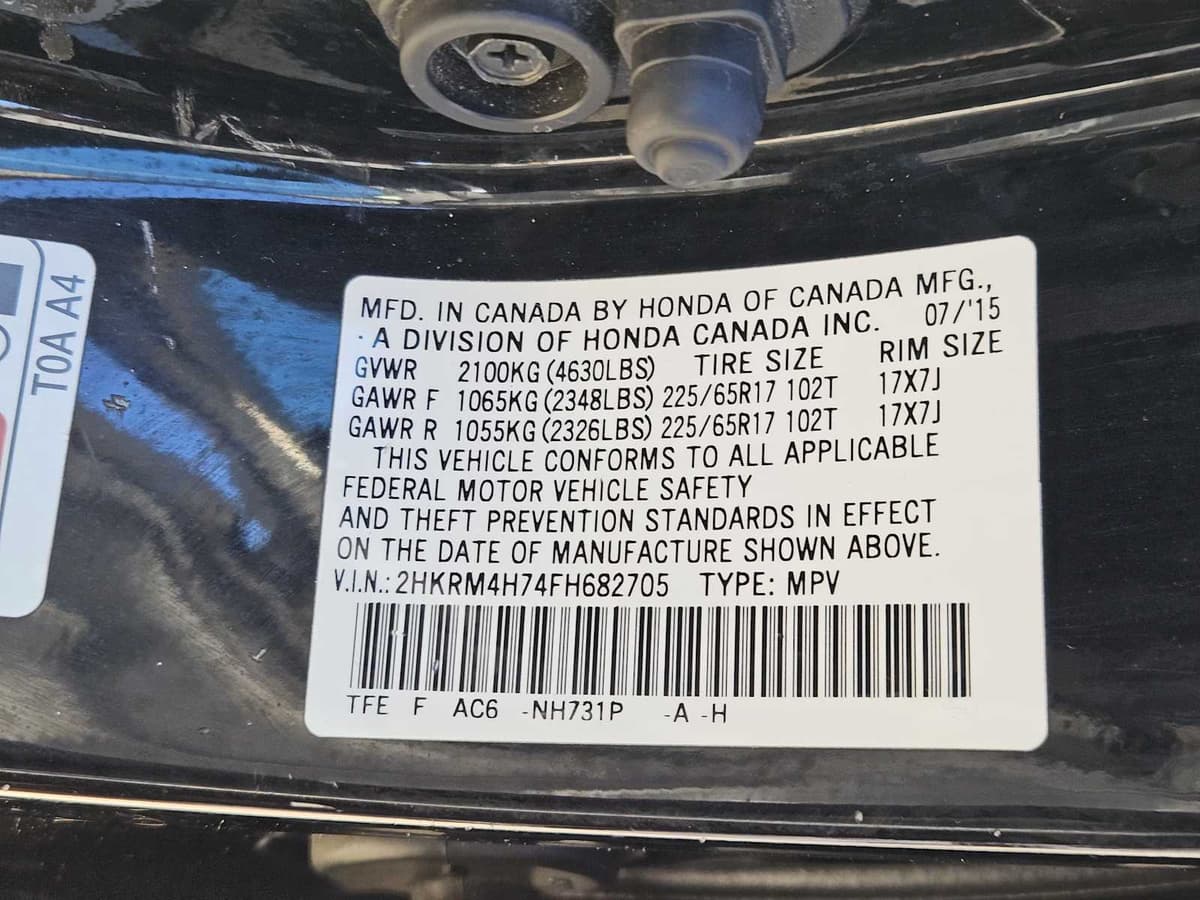 MFD. IN CANADA BY HONDA OF CANADA MFG.,
A DIVISION OF HONDA CANADA INC. 07/'15
GVWR 2100KG (4630LBS) TIRE SIZE RIM SIZE
GAWR F 1065KG (2348LBS) 225/65R17 102T 17X7J
GAWR R 1055KG (2326LBS) 225/65R17 102T 17X7J
THIS VEHICLE CONFORMS TO ALL APPLICABLE
FEDERAL MOTOR VEHICLE SAFETY
AND THEFT PREVENTION STANDARDS IN EFFECT
ON THE DATE OF MANUFACTURE SHOWN ABOVE.
V.I.N.: 2HKRM4H74FH682705 TYPE: MPV
TFE F AC6 -NH731P -A -H
T0A A4